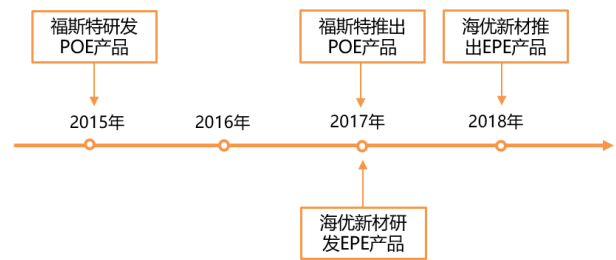 福斯特研发
POE产品
福斯特推出
POE产品
海优新材推
出EPE产品
2015年
2016年
2017年
2018年
海优新材研
发EPE产品